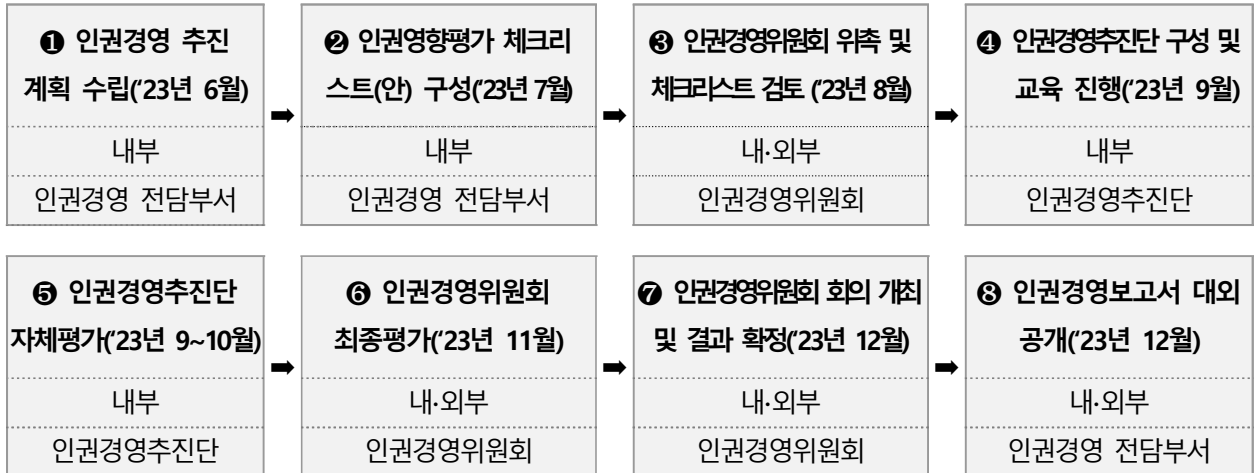 ❶ 인권경영 추진
계획 수립(‘23년 6월)
내부
인권경영 전담부서
➡
❷ 인권영향평가 체크리
스트(안) 구성(‘23년 7월)
내부
인권경영 전담부서
➡
❸ 인권경영위원회 위촉 및
체크리스트 검토 (‘23년 8월)
내·외부
인권경영위원회
➡
❹ 인권경영추진단 구성 및
교육 진행(‘23년 9월)
내부
인권경영추진단
❺ 인권경영추진단
자체평가(‘23년 9~10월)
내부
인권경영추진단
➡
❻ 인권경영위원회
최종평가(‘23년 11월)
내·외부
인권경영위원회
➡
❼ 인권경영위원회 회의 개최
및 결과 확정(‘23년 12월)
내·외부
인권경영위원회
➡
❽ 인권경영보고서 대외
공개(‘23년 12월)
내·외부
인권경영 전담부서